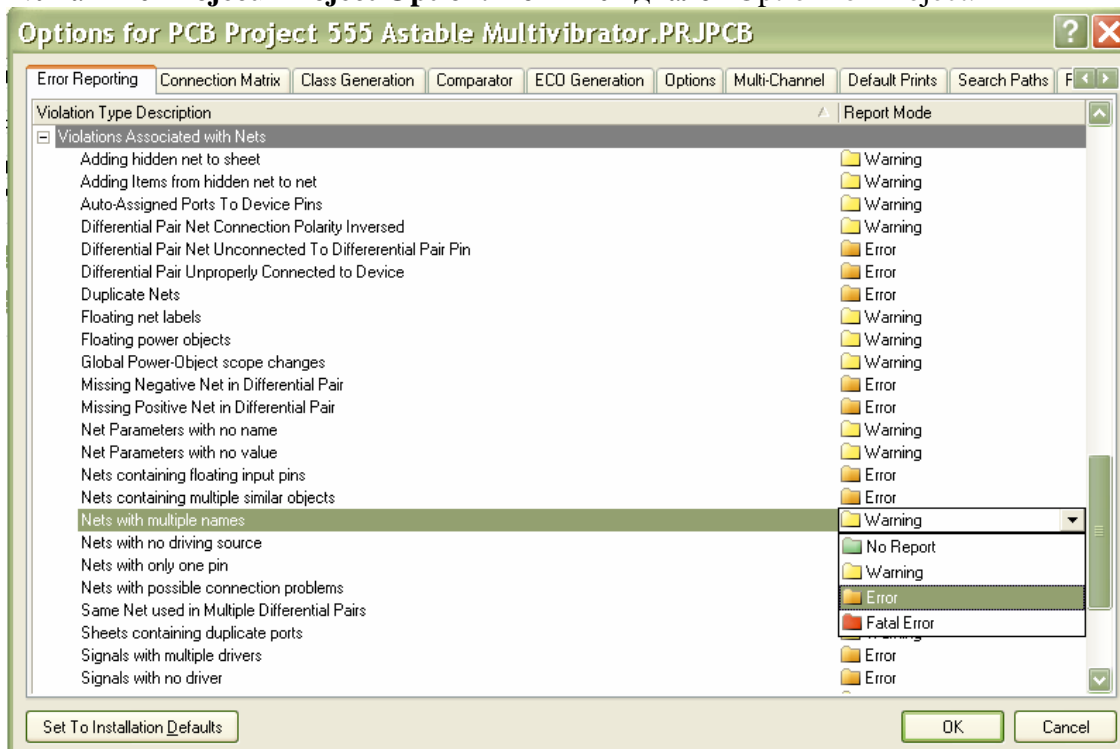 Options for PCB Project 555 Astable Multivibrator.PRJPCB
Error Reporting Connection Matrix Class Generation Comparator ECO Generation Options Multi-Channel Default Prints Search Paths
Violation Type Description Report Mode
Violations Associated with Nets
Adding hidden net to sheet Warning
Adding Items from hidden net to net Warning
Auto-Assigned Ports To Device Pins Warning
Differential Pair Net Connection Polarity Inversed Warning
Differential Pair Net Unconnected To Differerential Pair Pin Error
Differential Pair Unproperly Connected to Device Error
Duplicate Nets Error
Floating net labels Warning
Floating power objects Warning
Global Power-Object scope changes Warning
Missing Negative Net in Differential Pair Error
Missing Positive Net in Differential Pair Error
Net Parameters with no name Warning
Net Parameters with no value Warning
Nets containing floating input pins Error
Nets containing multiple similar objects Error
Nets with multiple names Warning
Nets with no driving source No Report
Nets with only one pin Warning
Nets with possible connection problems Error
Same Net used in Multiple Differential Pairs Fatal Error
Sheets containing duplicate ports
Signals with multiple drivers Error
Signals with no driver Error
Set To Installation Defaults OK Cancel